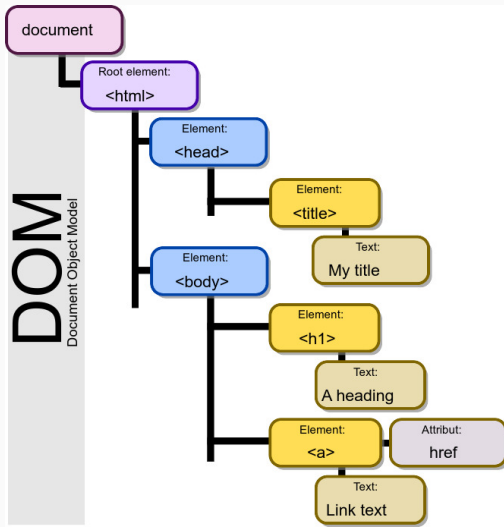 document
Root element:
<html>
Element:
<head>
Element:
<title>
Text:
My title
Element:
<body>
Element:
<h1>
Text:
A heading
Element:
<a>
Attribut:
href
Text:
Link text
DOM
Document Object Model